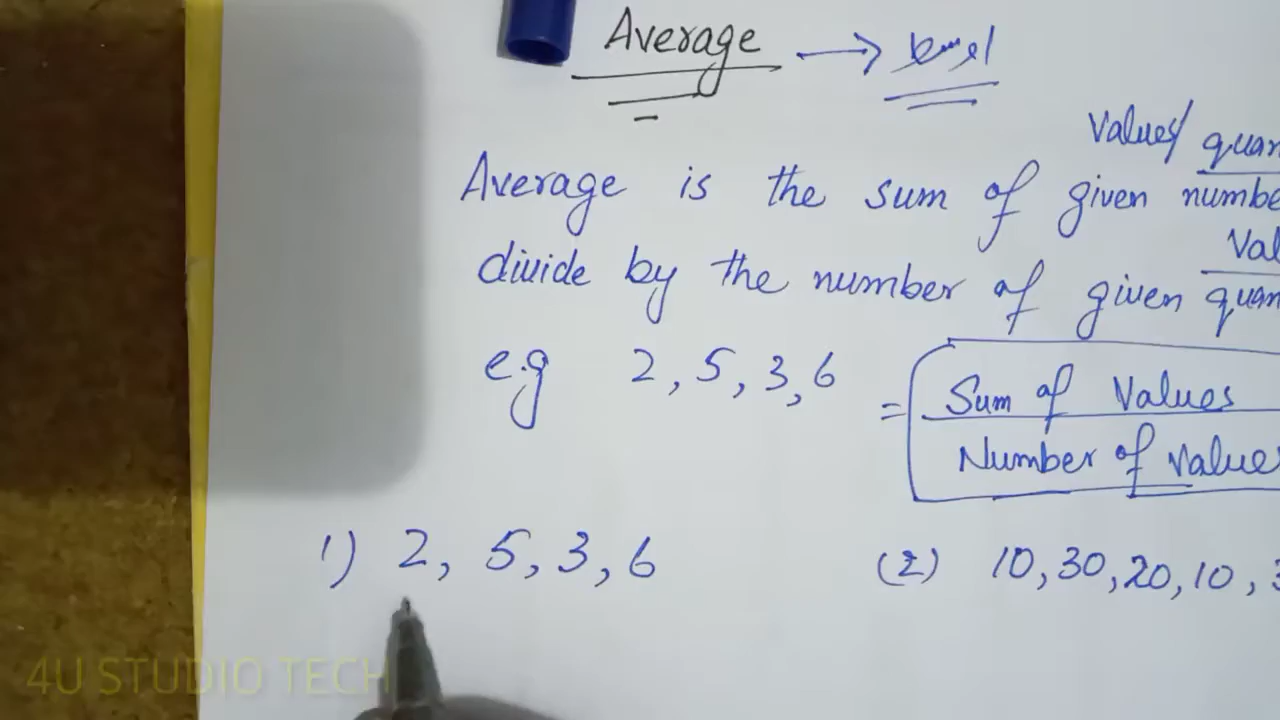 Average →
Values/ quan
Average is the sum of given numbe
Val
divide by the number of given quan
e.g 2, 5, 3, 6 = Sum of Values
Number of Values
1) 2, 5, 3, 6
(2) 10, 30, 20, 10, 3
4U STUDIO TECH